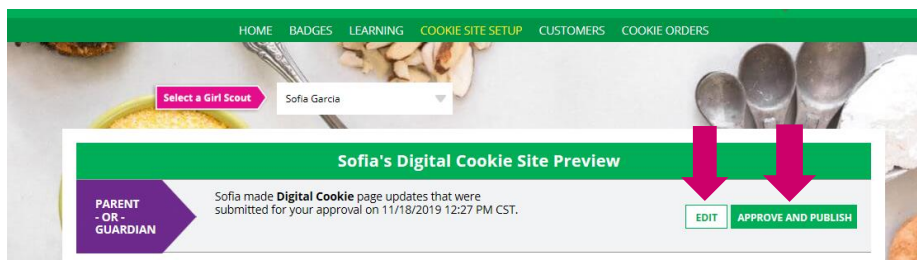 HOME BADGES LEARNING COOKIE SITE SETUP CUSTOMERS COOKIE ORDERS
Select a Girl Scout Sofia Garcia
Sofia's Digital Cookie Site Preview
PARENT
- OR -
GUARDIAN
Sofia made Digital Cookie page updates that were
submitted for your approval on 11/18/2019 12:27 PM CST.
EDIT APPROVE AND PUBLISH